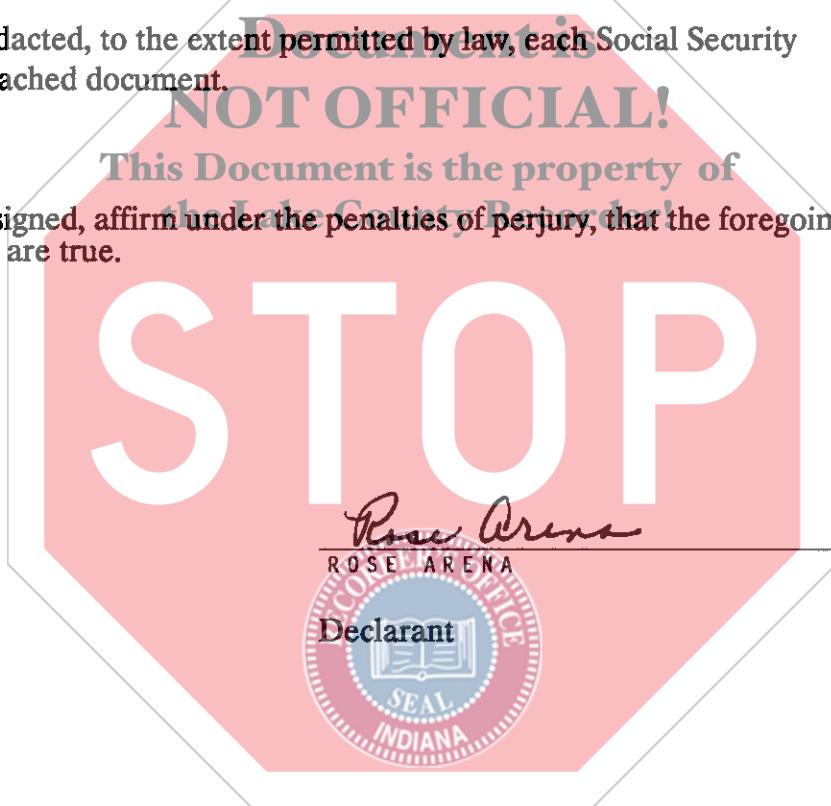 Document is
dacted, to the extent permitted by law, each Social Security
ached document.
NOT OFFICIAL!
This Document is the property of
the Lake County Recorder!
signed, affirm under the penalties of perjury, that the foregoin
are true.
STOP
Rose Arena
ROSE ARENA
RECORDER'S OFFICE
Declarant
SEAL
INDIANA